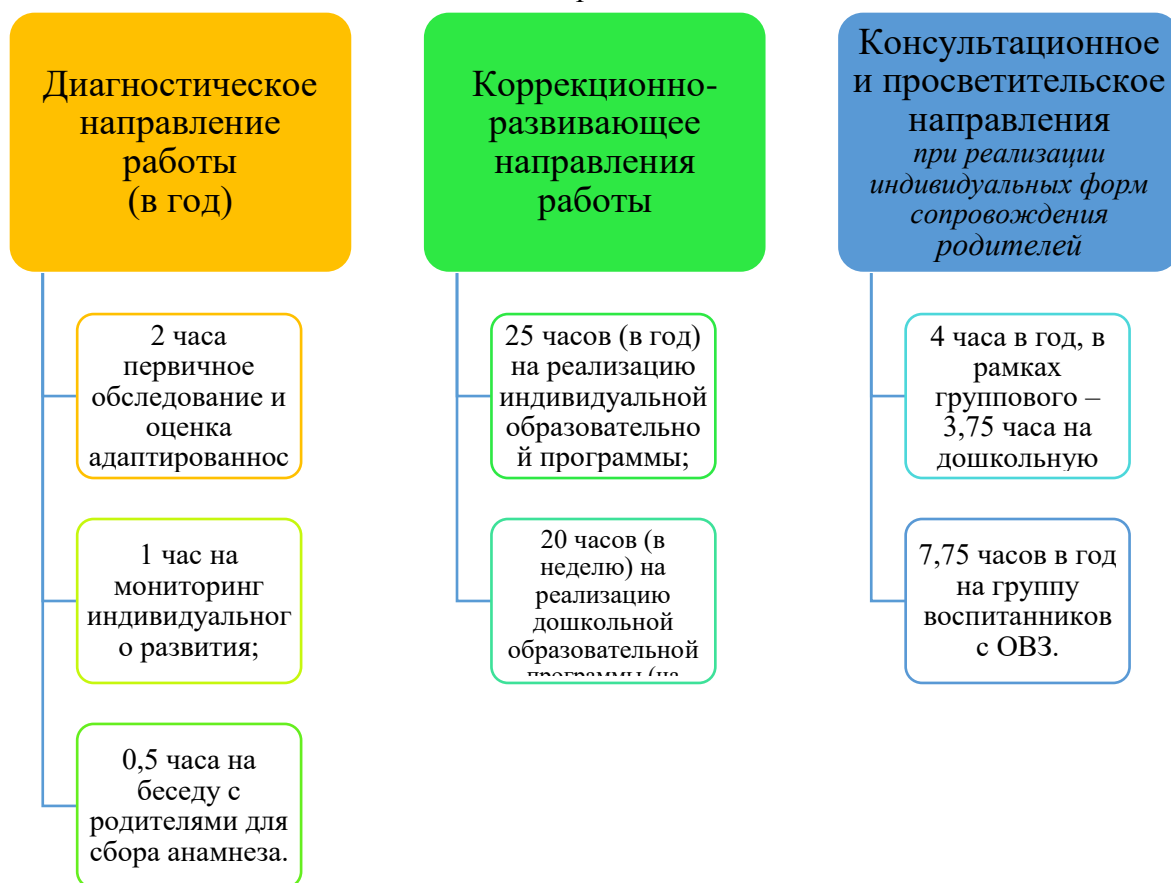 Диагностическое
направление
работы
(в год)
2 часа
первичное
обследование и
оценка
адаптированнос
1 час на
мониторинг
индивидуальног
о развития;
0,5 часа на
беседу с
родителями для
сбора анамнеза.
Коррекционно-
развивающее
направления
работы
25 часов (в год)
на реализацию
индивидуальной
образовательно
й программы;
20 часов (в
неделю) на
реализацию
дошкольной
образовательной
программы (на
Консультационное
и просветительское
направления
при реализации
индивидуальных форм
сопровождения
родителей
4 часа в год, в
рамках
группового –
3,75 часа на
дошкольную
7,75 часов в год
на группу
воспитанников
с ОВЗ.